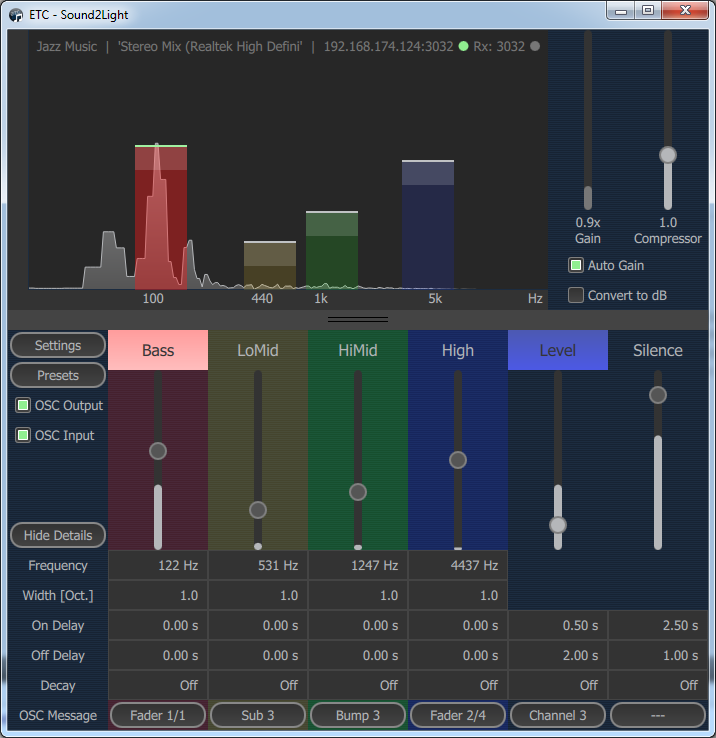 ETC - Sound2Light
Jazz Music | 'Stereo Mix (Realtek High Defini' | 192.168.174.124:3032 Rx: 3032
100 440 1k 5k Hz
0.9x 1.0
Gain Compressor
Auto Gain
Convert to dB
Settings Bass LoMid HiMid High Level Silence
Presets
OSC Output
OSC Input
Hide Details
Frequency 122 Hz 531 Hz 1247 Hz 4437 Hz
Width [Oct.] 1.0 1.0 1.0 1.0
On Delay 0.00 s 0.00 s 0.00 s 0.00 s 0.50 s 2.50 s
Off Delay 0.00 s 0.00 s 0.00 s 0.00 s 2.00 s 1.00 s
Decay Off Off Off Off Off Off
OSC Message Fader 1/1 Sub 3 Bump 3 Fader 2/4 Channel 3 ---